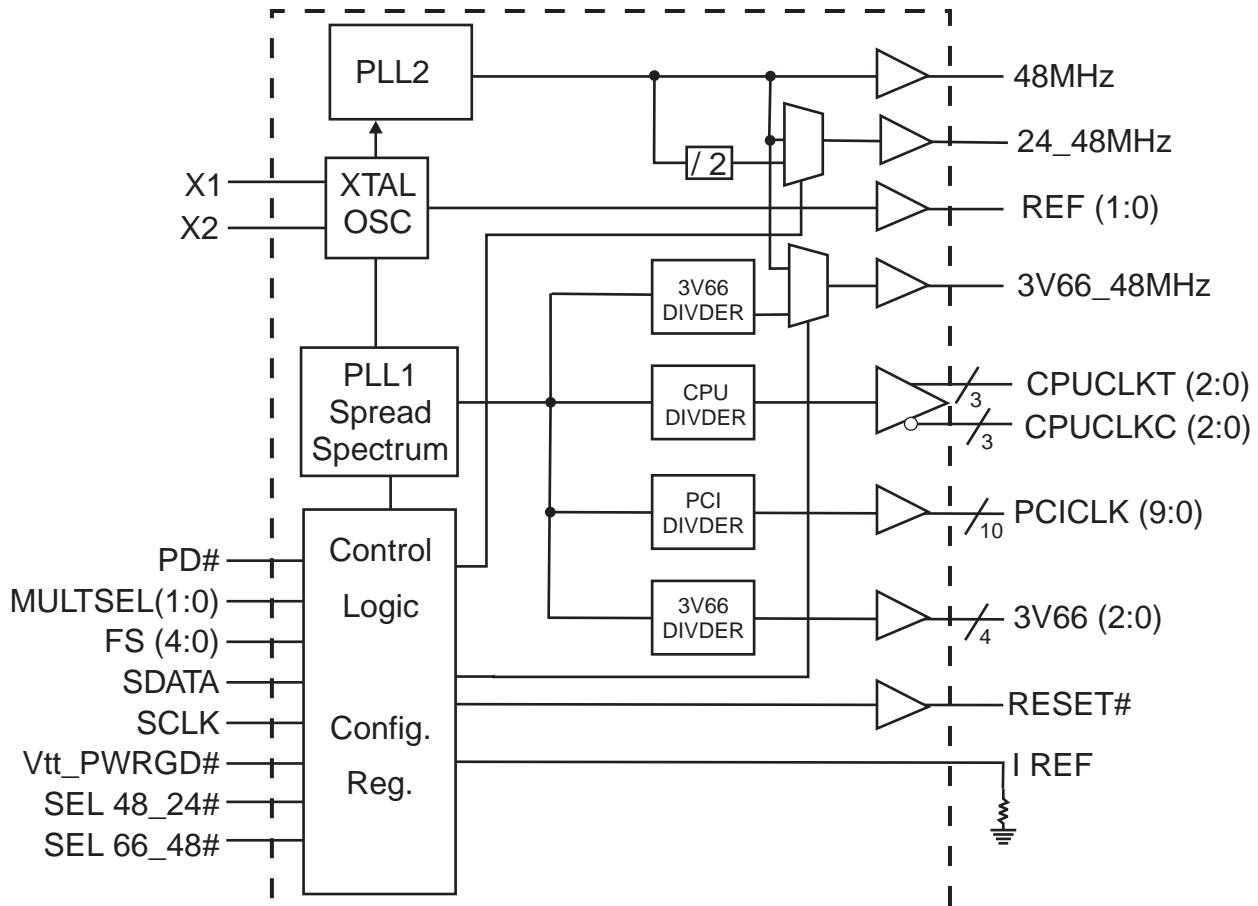 PLL2
48MHz
24_48MHz
/ 2
X1
XTAL
OSC
X2
REF (1:0)
3V66
DIVDER
3V66_48MHz
PLL1
Spread
Spectrum
CPU
DIVDER
3
CPUCLKT (2:0)
3
CPUCLKC (2:0)
PCI
DIVDER
10
PCICLK (9:0)
3V66
DIVDER
4
3V66 (2:0)
PD#
MULTSEL(1:0)
FS (4:0)
SDATA
SCLK
Vtt_PWRGD#
SEL 48_24#
SEL 66_48#
Control
Logic
Config.
Reg.
RESET#
I REF